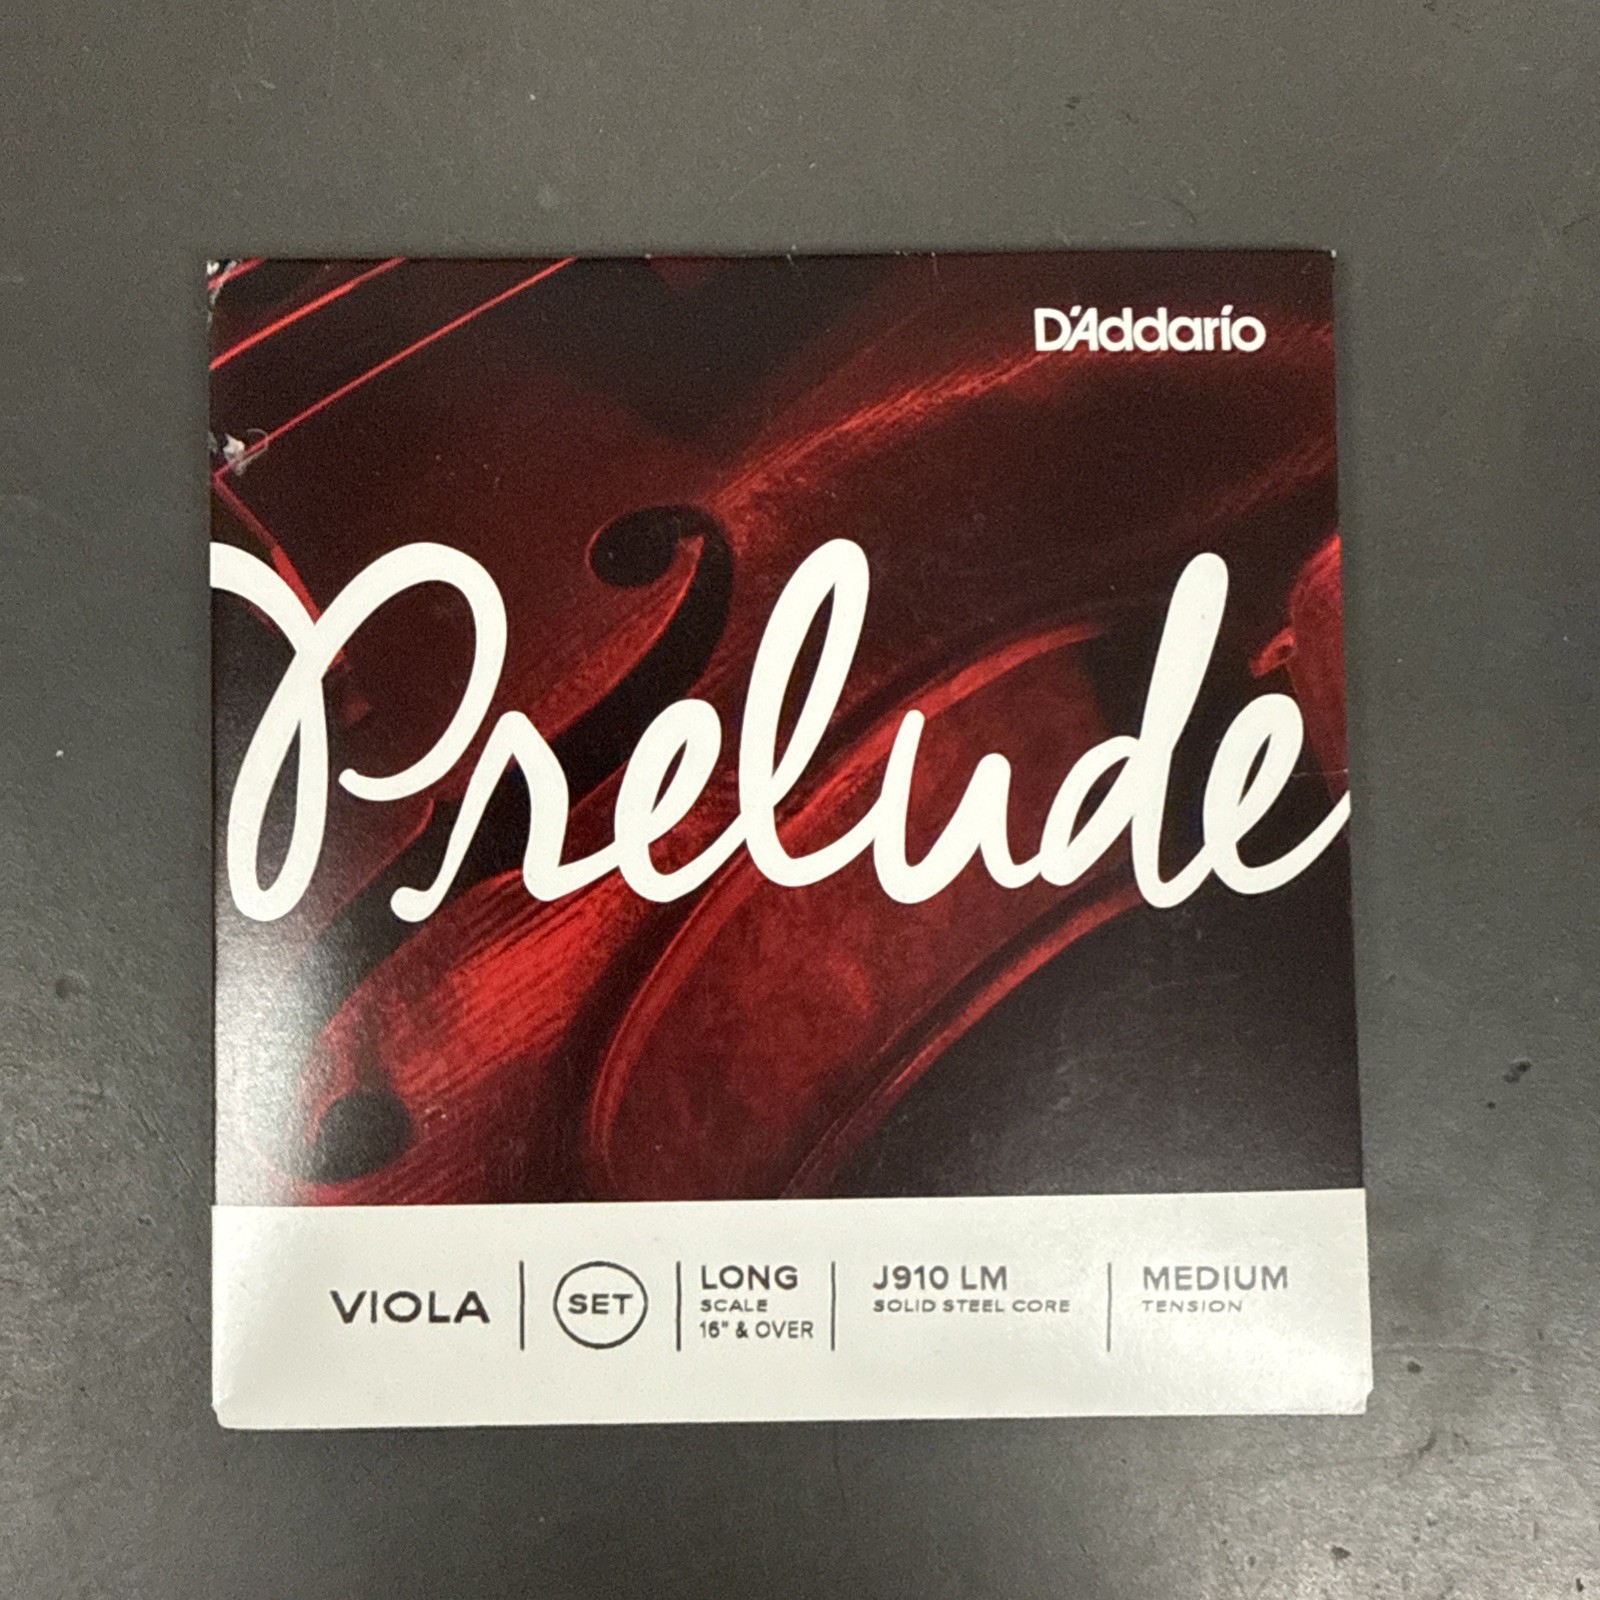 D'Addario
Prelude
VIOLA
SET
LONG
SCALE
16" & OVER
J910 LM
SOLID STEEL CORE
MEDIUM
TENSION